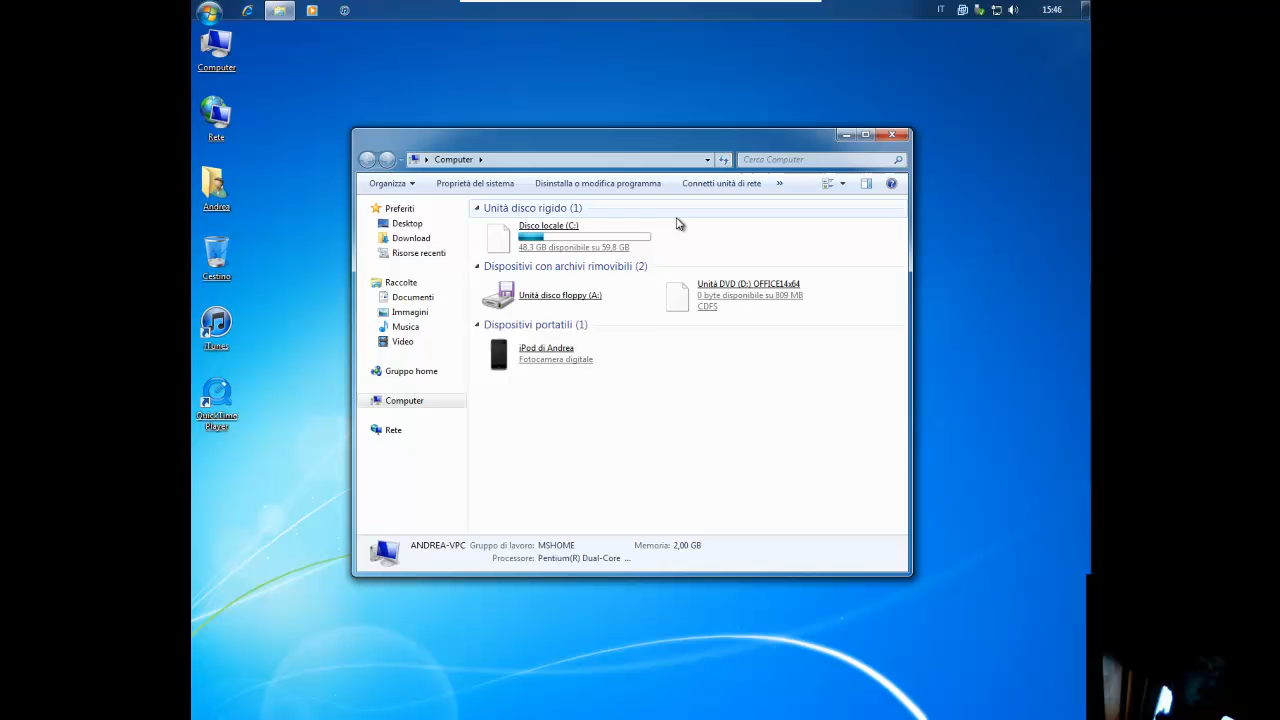 IT
15:46
Computer
Rete
Andrea
Cestino
iTunes
QuickTime
Player
Computer
Cerca Computer
Organizza
Proprietà del sistema
Disinstalla o modifica programma
Connetti unità di rete
»
Preferiti
Desktop
Download
Risorse recenti
Raccolte
Documenti
Immagini
Musica
Video
Gruppo home
Computer
Rete
Unità disco rigido (1)
Disco locale (C:)
48,3 GB disponibile su 59,8 GB
Dispositivi con archivi rimovibili (2)
Unità disco floppy (A:)
Unità DVD (D:) OFFICE14x64
0 byte disponibile su 809 MB
CDFS
Dispositivi portatili (1)
iPod di Andrea
Fotocamera digitale
ANDREA-VPC Gruppo di lavoro: MSHOME Memoria: 2,00 GB
Processore: Pentium(R) Dual-Core ...